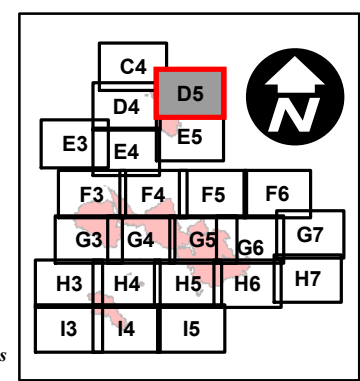 C4
D4 D5
E3 E4 E5
F3 F4 F5 F6
G3 G4 G5 G6 G7
H3 H4 H5 H6 H7
I3 I4 I5
N
s